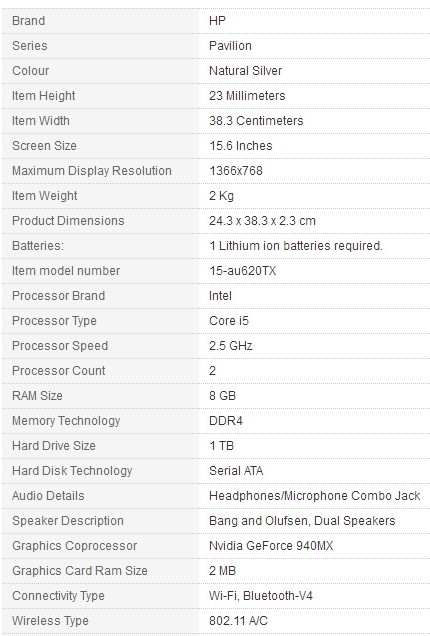 Brand HP
Series Pavilion
Colour Natural Silver
Item Height 23 Millimeters
Item Width 38.3 Centimeters
Screen Size 15.6 Inches
Maximum Display Resolution 1366x768
Item Weight 2 Kg
Product Dimensions 24.3 x 38.3 x 2.3 cm
Batteries: 1 Lithium ion batteries required.
Item model number 15-au620TX
Processor Brand Intel
Processor Type Core i5
Processor Speed 2.5 GHz
Processor Count 2
RAM Size 8 GB
Memory Technology DDR4
Hard Drive Size 1 TB
Hard Disk Technology Serial ATA
Audio Details Headphones/Microphone Combo Jack
Speaker Description Bang and Olufsen, Dual Speakers
Graphics Coprocessor Nvidia GeForce 940MX
Graphics Card Ram Size 2 MB
Connectivity Type Wi-Fi, Bluetooth-V4
Wireless Type 802.11 A/C